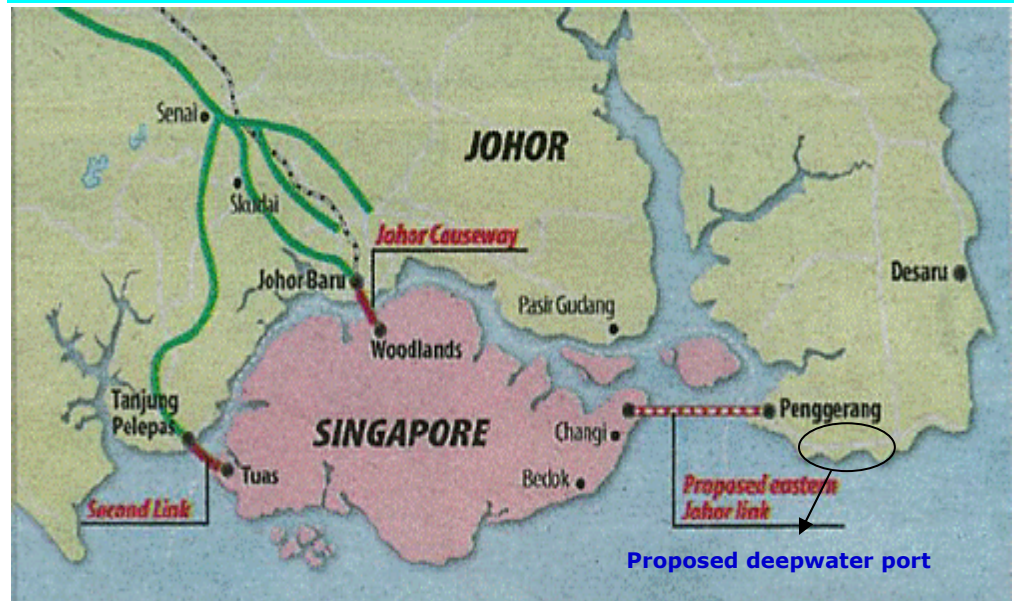 Senai
JOHOR
Skudai
Johor Causeway
Johor Baru
Desaru
Pasir Gudang
Woodlands
Tanjung
Pelepas
SINGAPORE
Changi
Penggerang
Tuas
Bedok
Second Link
Proposed eastern
Johor link
Proposed deepwater port